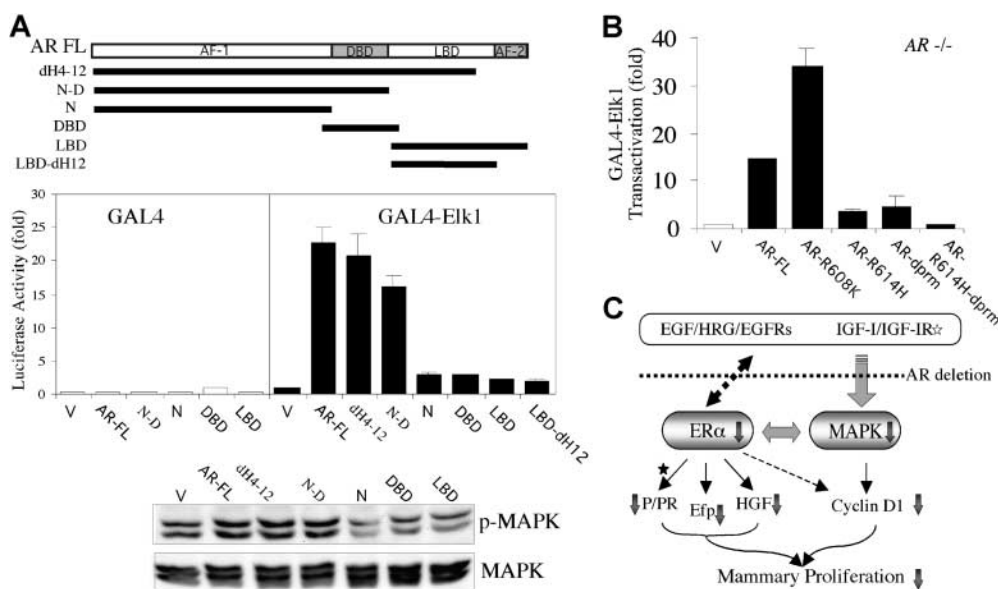 A
AR FL
AF-1
DBD
LBD
AF-2
dH4-12
N-D
N
DBD
LBD
LBD-dH12
Luciferase Activity (fold)
30
25
20
15
10
5
0
GAL4
GAL4-Elk1
V
AR-FL
N-D
N
DBD
LBD
V
AR-FL
dH4-12
N-D
N
DBD
LBD
LBD-dH12
V
AR-FL
dH4-12
N-D
N
DBD
LBD
p-MAPK
MAPK
B
GAL4-Elk1
Transactivation (fold)
40
30
20
10
0
AR -/-
V
AR-FL
AR-R608K
AR-R614H
AR-dprm
AR-
R614H-dprm
C
EGF/HRG/EGFRs
IGF-I/IGF-IR☆
AR deletion
ERα
MAPK
P/PR
Efp
HGF
Cyclin D1
Mammary Proliferation